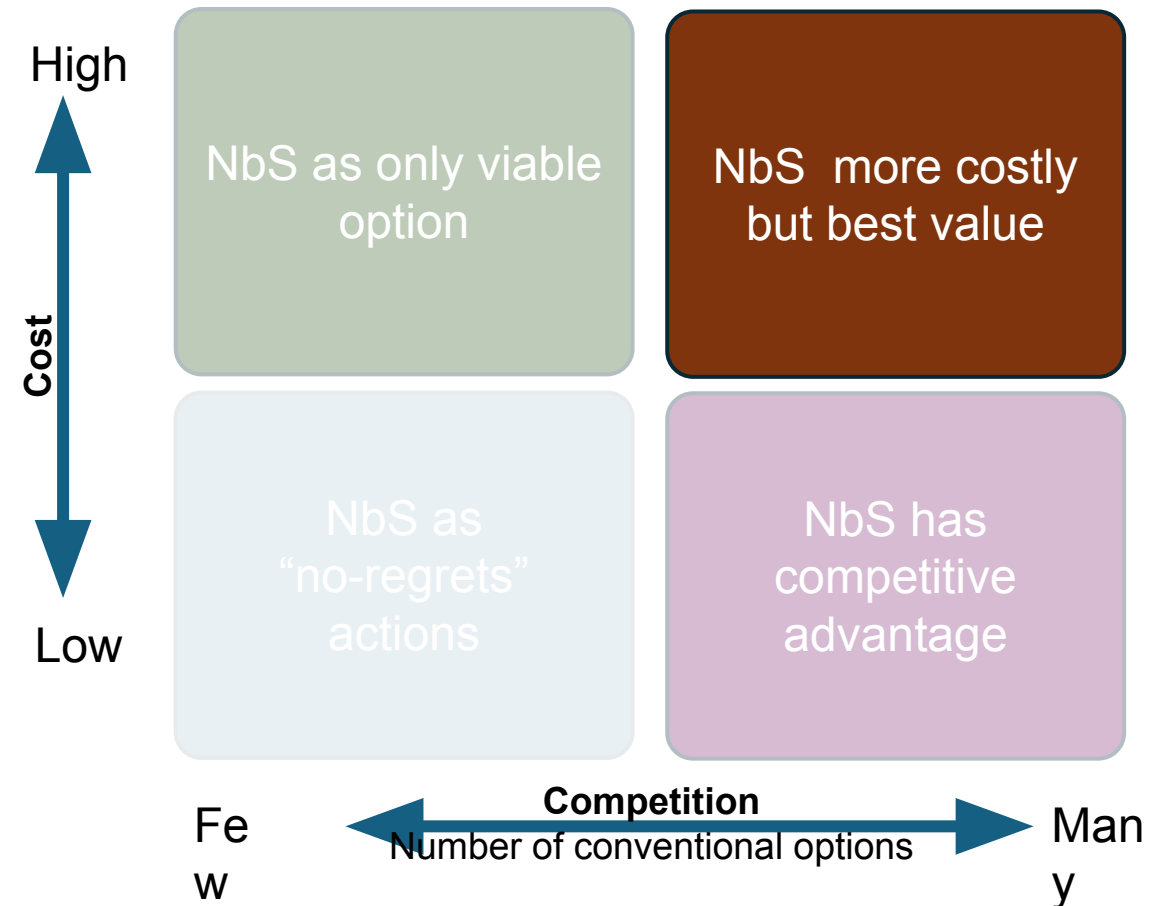 High
NbS as only viable
option
NbS more costly
but best value
Cost
NbS as
“no-regrets”
actions
NbS has
competitive
advantage
Low
Competition
Number of conventional options
Fe
w
Man
y